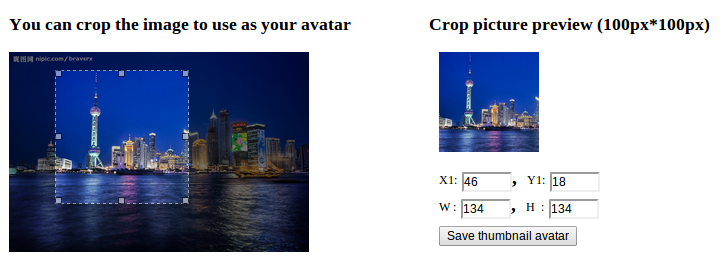 You can crop the image to use as your avatar
Crop picture preview (100px*100px)
昵图网 nipic.com/braverx
X1: 46 , Y1: 18
W : 134 , H : 134
Save thumbnail avatar